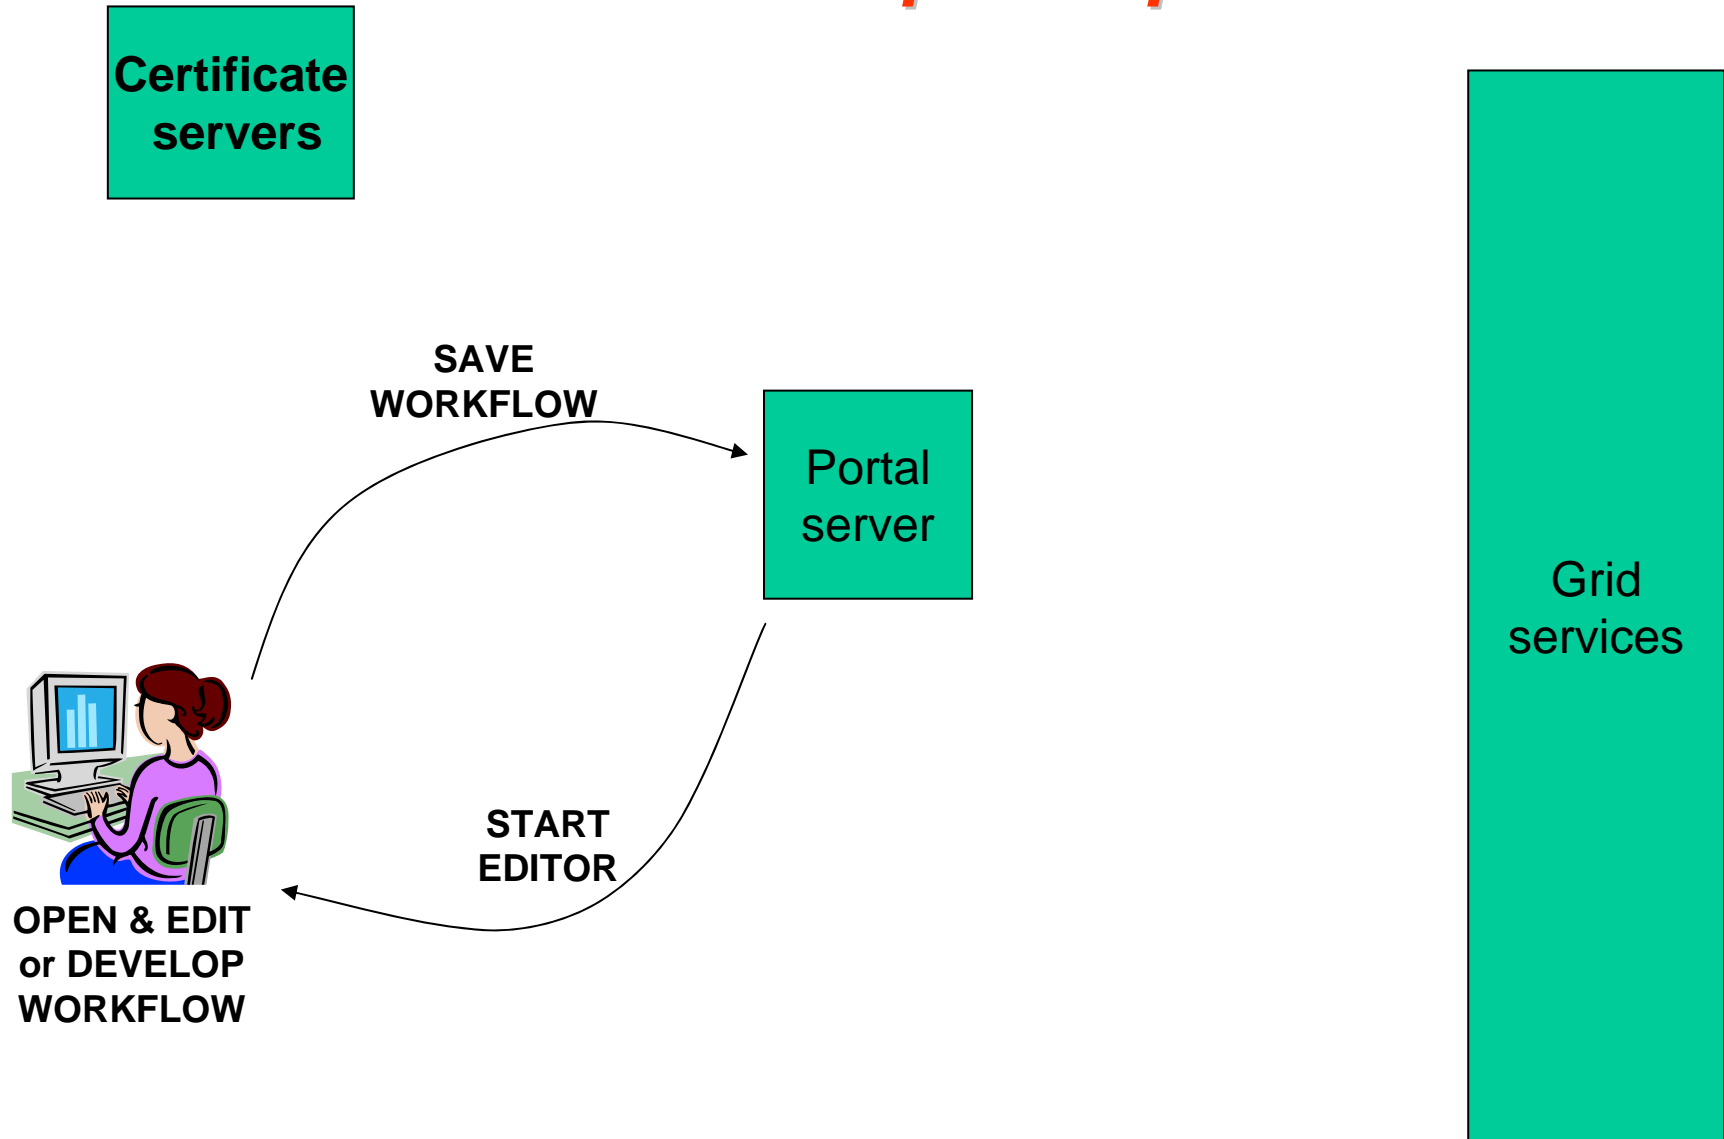 Certificate
servers
SAVE
WORKFLOW
Portal
server
Grid
services
START
EDITOR
OPEN & EDIT
or DEVELOP
WORKFLOW